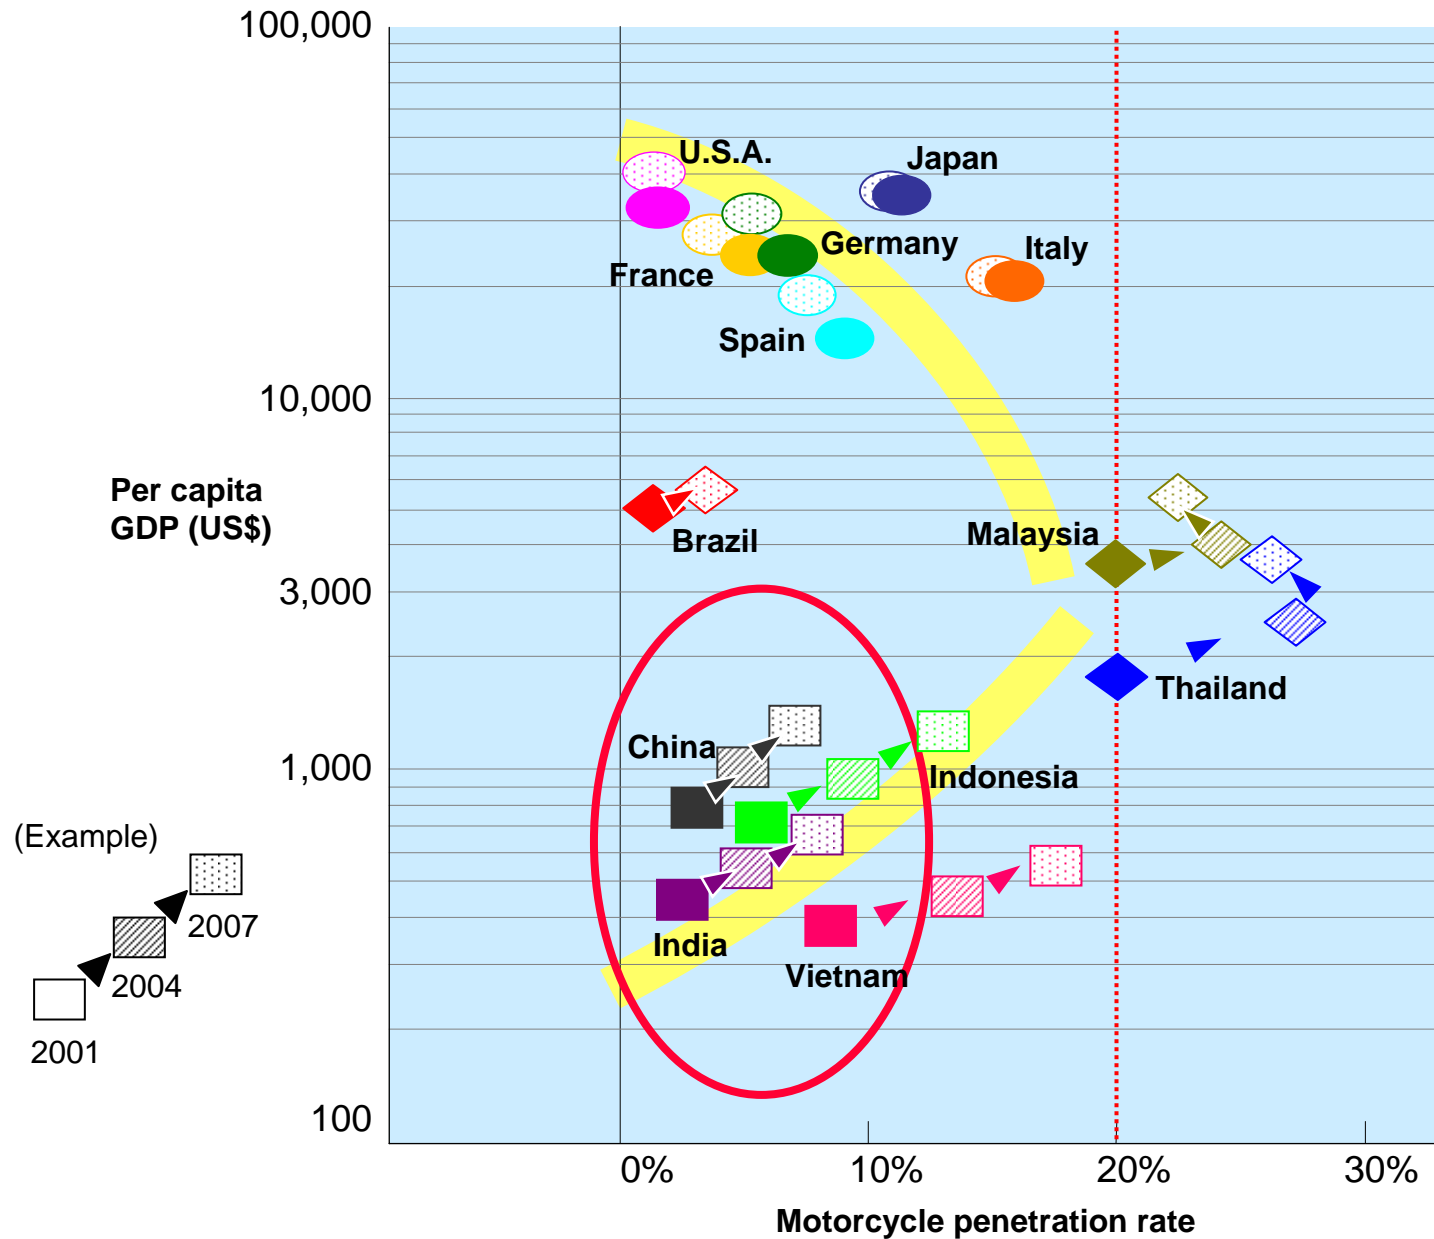 100,000
U.S.A.
Japan
Germany
Italy
France
Spain
10,000
Per capita
GDP (US$)
Brazil
Malaysia
3,000
Thailand
China
1,000
Indonesia
(Example)
2007
India
Vietnam
2004
2001
100
0%
10%
20%
30%
Motorcycle penetration rate